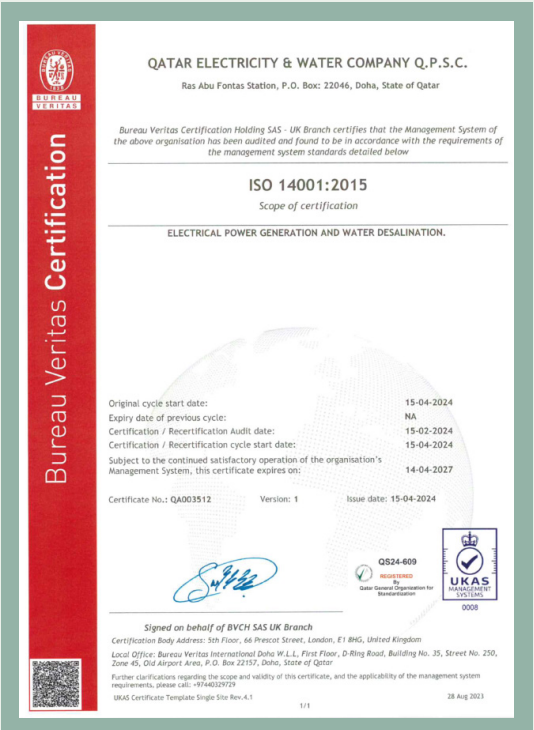 BUREAU
VERITAS
Bureau Veritas Certification
QATAR ELECTRICITY & WATER COMPANY Q.P.S.C.
Ras Abu Fontas Station, P.O. Box: 22046, Doha, State of Qatar
Bureau Veritas Certification Holding SAS - UK Branch certifies that the Management System of
the above organisation has been audited and found to be in accordance with the requirements of
the management system standards detailed below
ISO 14001:2015
Scope of certification
ELECTRICAL POWER GENERATION AND WATER DESALINATION.
Original cycle start date: 15-04-2024
Expiry date of previous cycle: NA
Certification / Recertification Audit date: 15-02-2024
Certification / Recertification cycle start date: 15-04-2024
Subject to the continued satisfactory operation of the organisation's
Management System, this certificate expires on: 14-04-2027
Certificate No.: QA003512 Version: 1 Issue date: 15-04-2024
QS24-609
REGISTERED
By
Qatar General Organization for
Standardization
UKAS
MANAGEMENT
SYSTEMS
0008
Signed on behalf of BVCH SAS UK Branch
Certification Body Address: 5th Floor, 66 Prescot Street, London, E1 8HG, United Kingdom
Local Office: Bureau Veritas International Doha W.L.L, First Floor, D-Ring Road, Building No. 35, Street No. 250,
Zone 45, Old Airport Area, P.O. Box 22157, Doha, State of Qatar
Further clarifications regarding the scope and validity of this certificate, and the applicability of the management system
requirements, please call: +97440329729
UKAS Certificate Template Single Site Rev.4.1 28 Aug 2023
1/1